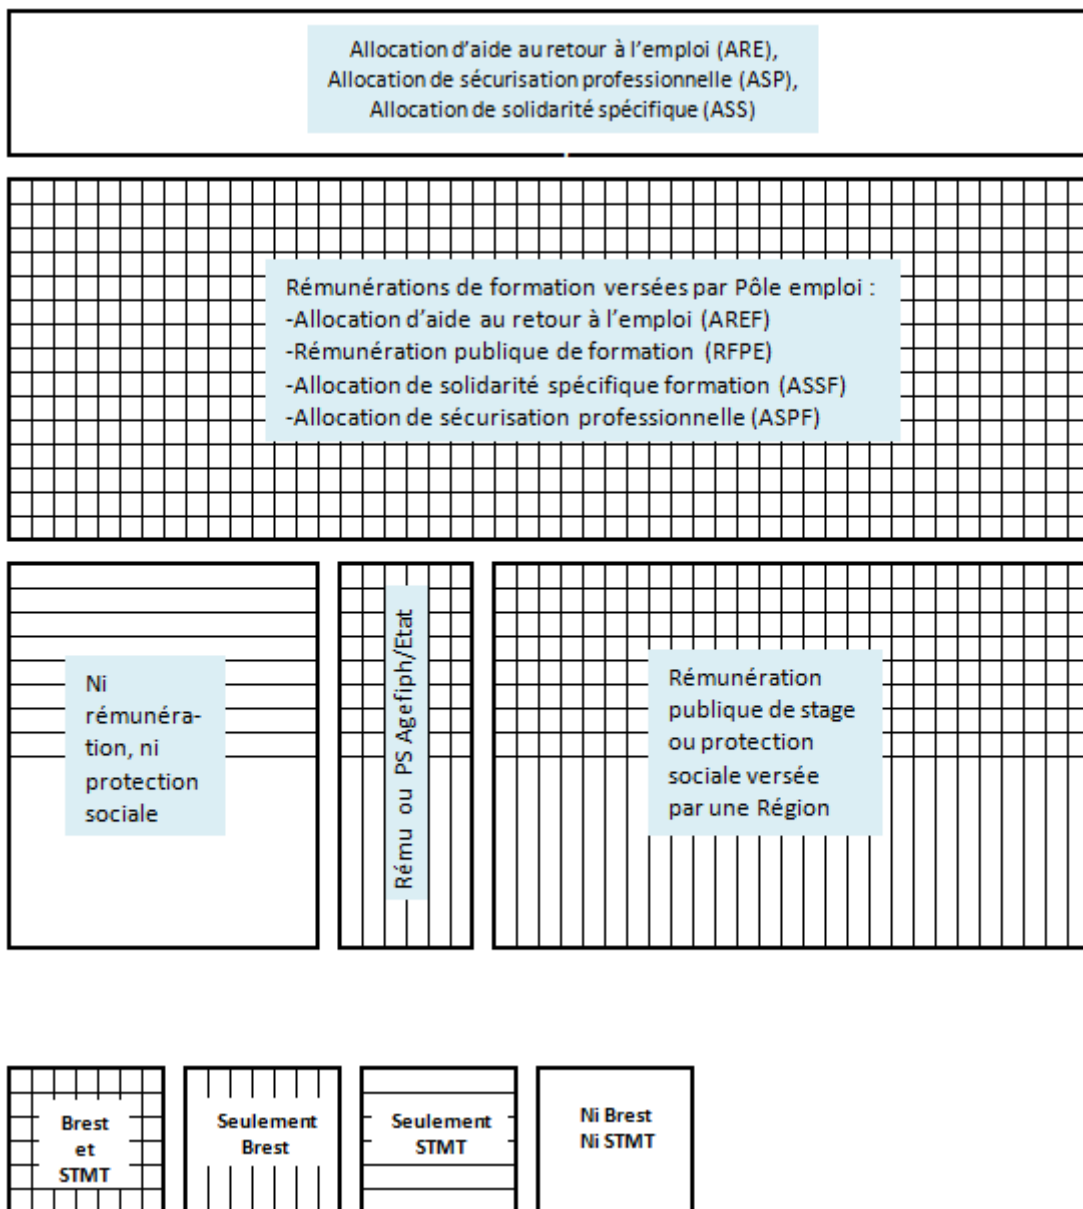 Allocation d’aide au retour à l’emploi (ARE),
Allocation de sécurisation professionnelle (ASP),
Allocation de solidarité spécifique (ASS)
Rémunérations de formation versées par Pôle emploi :
-Allocation d’aide au retour à l’emploi (AREF)
-Rémunération publique de formation (RFPE)
-Allocation de solidarité spécifique formation (ASSF)
-Allocation de sécurisation professionnelle (ASPF)
Ni
rémunéra-
tion, ni
protection
sociale
Rému ou PS Agefiph/Etat
Rémunération
publique de stage
ou protection
sociale versée
par une Région
Brest
et
STMT
Seulement
Brest
Seulement
STMT
Ni Brest
Ni STMT